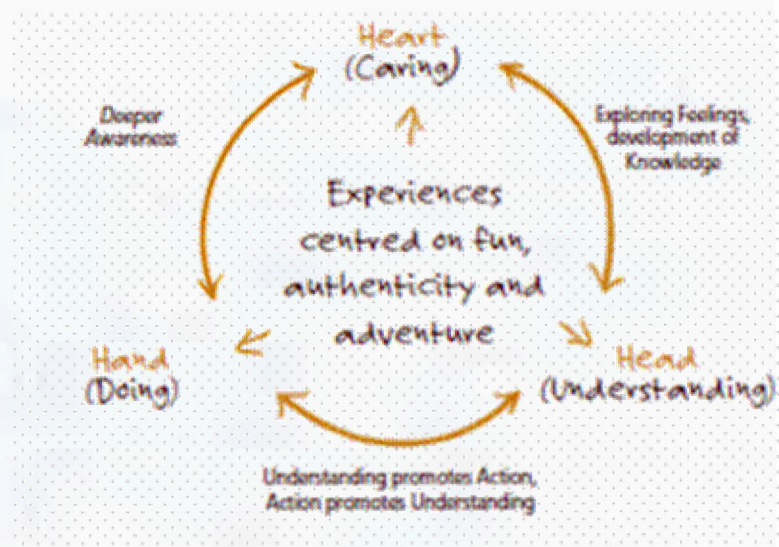 Heart
(Caring)
Deeper
Awareness
Exploring Feelings,
development of
Knowledge
Experiences
centred on fun,
authenticity and
adventure
Hand
(Doing)
Head
(Understanding)
Understanding promotes Action,
Action promotes Understanding